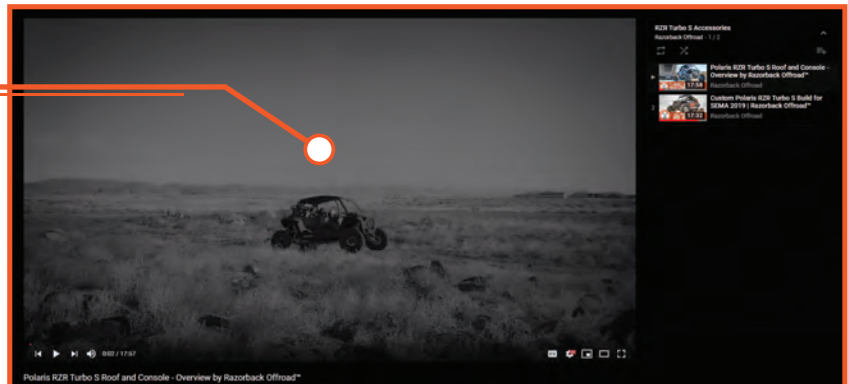 RZR Turbo S Accessories
Razorback Offroad - 1 / 2
Polaris RZR Turbo S Roof and Console -
Overview by Razorback Offroad™
Razorback Offroad
17:58
2
Custom Polaris RZR Turbo S Build for
SEMA 2019 | Razorback Offroad™
Razorback Offroad
17:32
0:02 / 17:57
Polaris RZR Turbo S Roof and Console - Overview by Razorback Offroad™